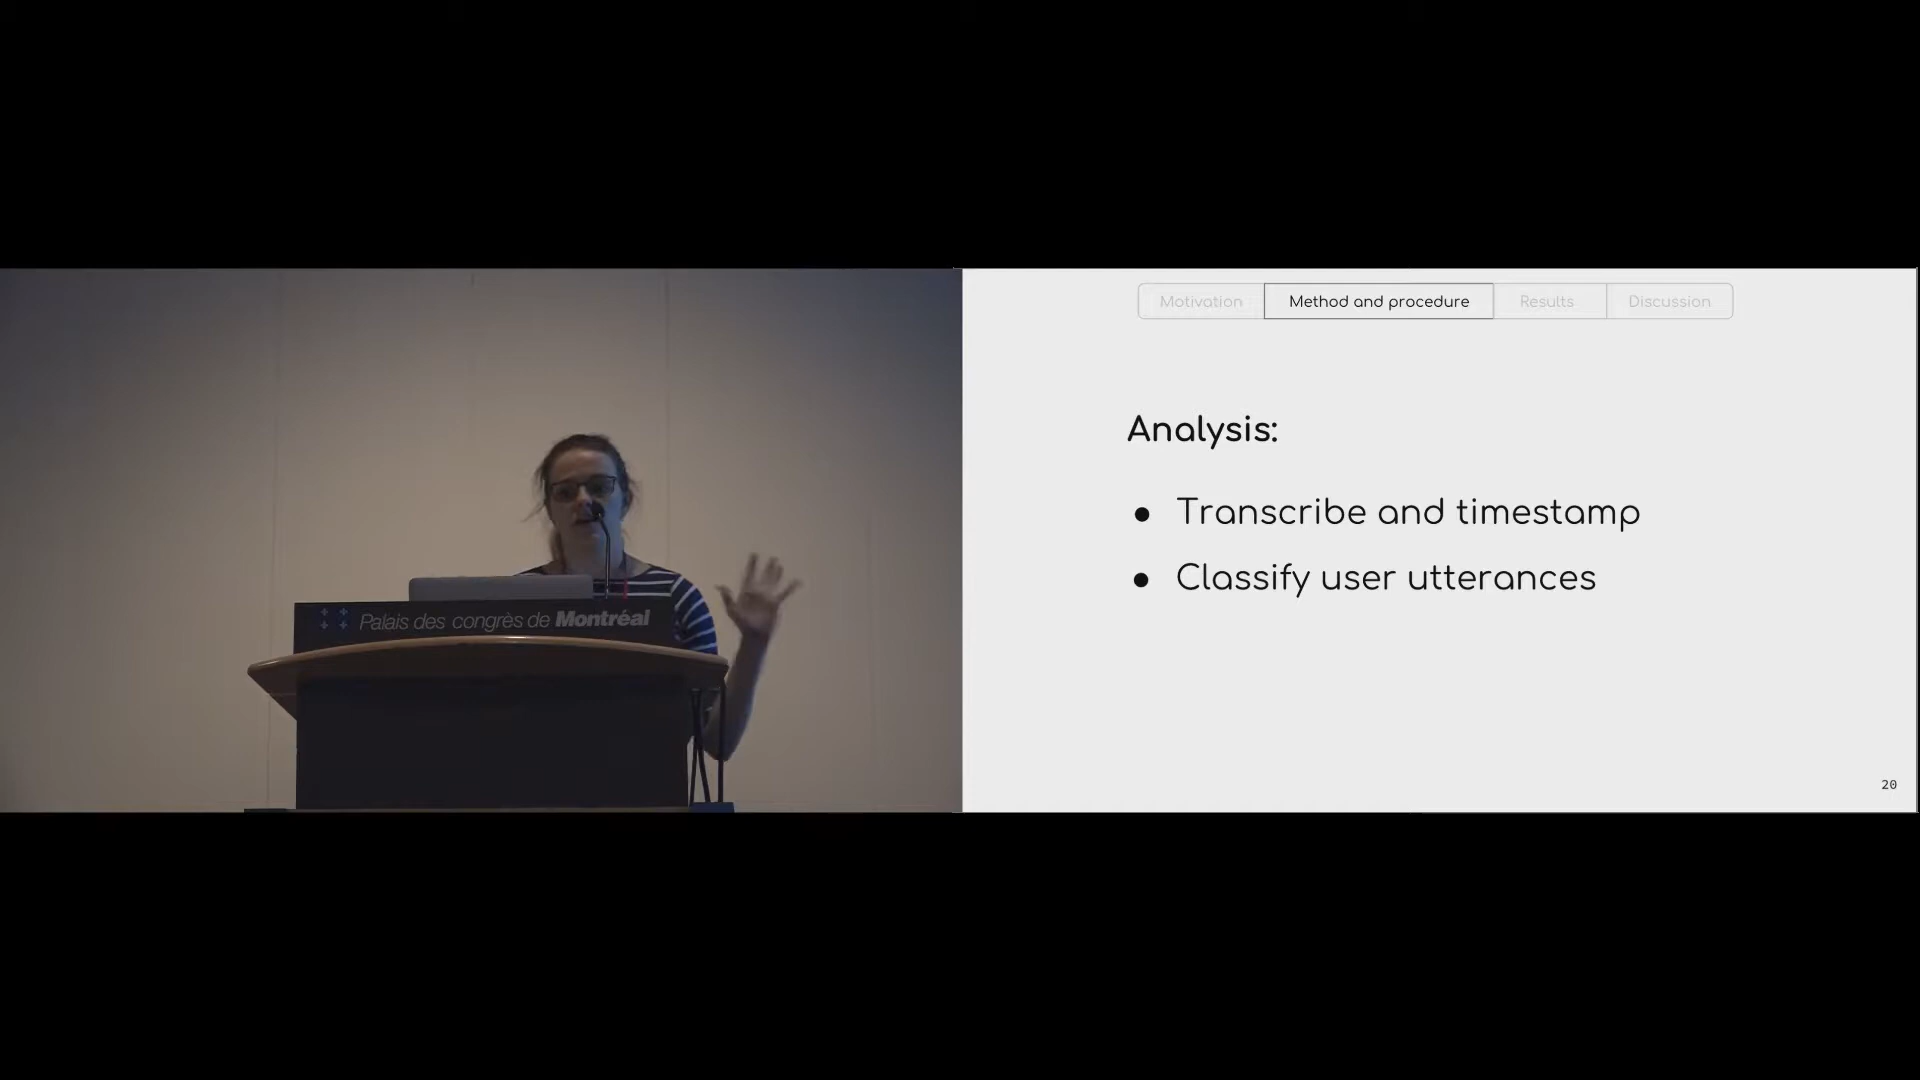 Palais des congrès de Montréal
Motivation Method and procedure Results Discussion
Analysis:
● Transcribe and timestamp
● Classify user utterances
20